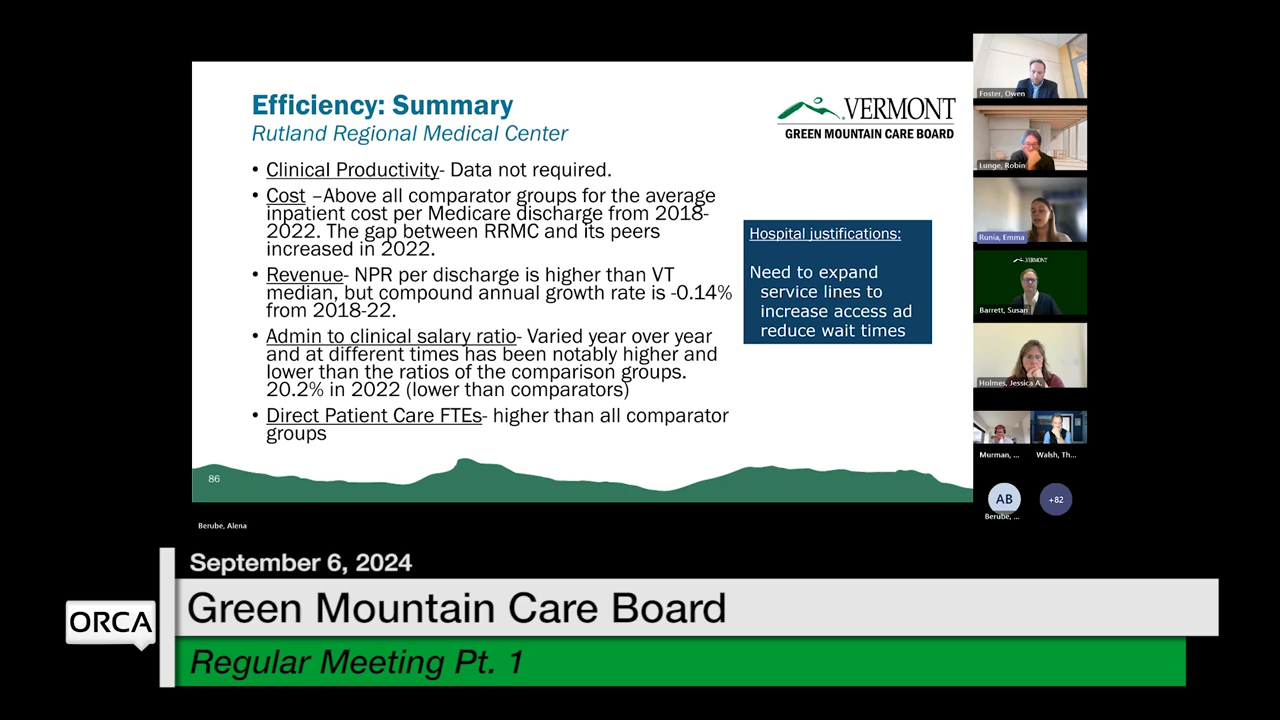 Efficiency: Summary
Rutland Regional Medical Center
VERMONT
GREEN MOUNTAIN CARE BOARD
• Clinical Productivity- Data not required.
• Cost –Above all comparator groups for the average
inpatient cost per Medicare discharge from 2018-
2022. The gap between RRMC and its peers
increased in 2022.
• Revenue- NPR per discharge is higher than VT
median, but compound annual growth rate is -0.14%
from 2018-22.
• Admin to clinical salary ratio- Varied year over year
and at different times has been notably higher and
lower than the ratios of the comparison groups.
20.2% in 2022 (lower than comparators)
• Direct Patient Care FTEs- higher than all comparator
groups
Hospital justifications:
Need to expand
service lines to
increase access ad
reduce wait times
86
Berube, Alena
Foster, Owen
Lunge, Robin
Runia, Emma
VERMONT
Barrett, Susan
Holmes, Jessica A.
Murman, ...
Walsh, Th...
AB
Berube, ...
+82
September 6, 2024
ORCA
Green Mountain Care Board
Regular Meeting Pt. 1